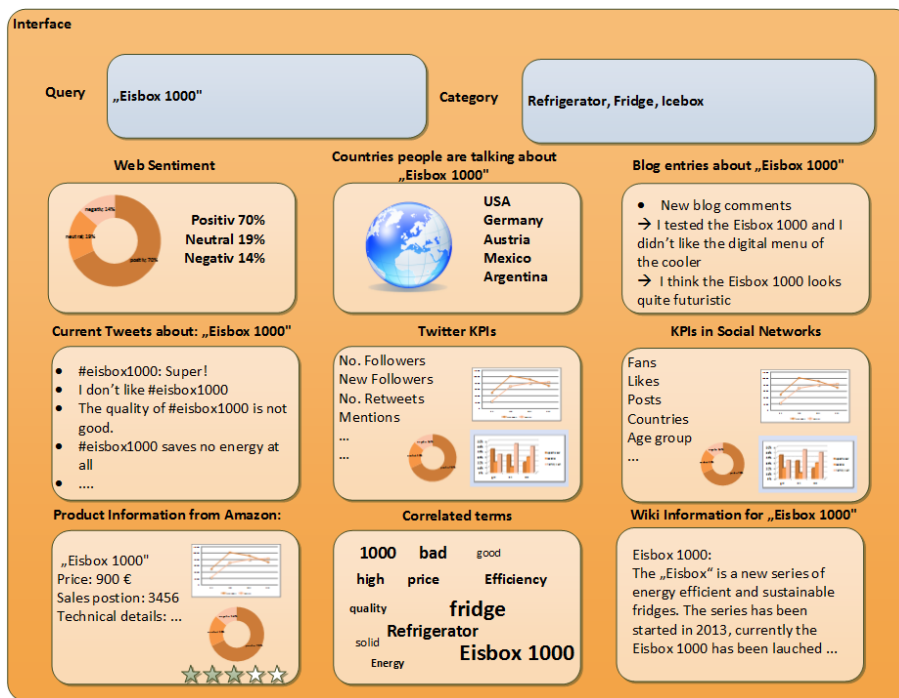 Interface
Query
„Eisbox 1000"
Category
Refrigerator, Fridge, Icebox
Web Sentiment
negativ; 14%
neutral; 19%
positiv; 70%
Positiv 70%
Neutral 19%
Negativ 14%
Countries people are talking about
„Eisbox 1000"
USA
Germany
Austria
Mexico
Argentina
Blog entries about „Eisbox 1000"
• New blog comments
→ I tested the Eisbox 1000 and I
didn't like the digital menu of
the cooler
→ I think the Eisbox 1000 looks
quite futuristic
Current Tweets about: „Eisbox 1000"
• #eisbox1000: Super!
• I don't like #eisbox1000
• The quality of #eisbox1000 is not
good.
• #eisbox1000 saves no energy at
all
• ....
Twitter KPIs
No. Followers
New Followers
No. Retweets
Mentions
...
...
KPIs in Social Networks
Fans
Likes
Posts
Countries
Age group
...
Product Information from Amazon:
„Eisbox 1000"
Price: 900 €
Sales postion: 3456
Technical details: ...
Correlated terms
1000 bad good
high price Efficiency
quality fridge
solid Refrigerator
Energy Eisbox 1000
Wiki Information for „Eisbox 1000"
Eisbox 1000:
The „Eisbox“ is a new series of
energy efficient and sustainable
fridges. The series has been
started in 2013, currently the
Eisbox 1000 has been lauched ...